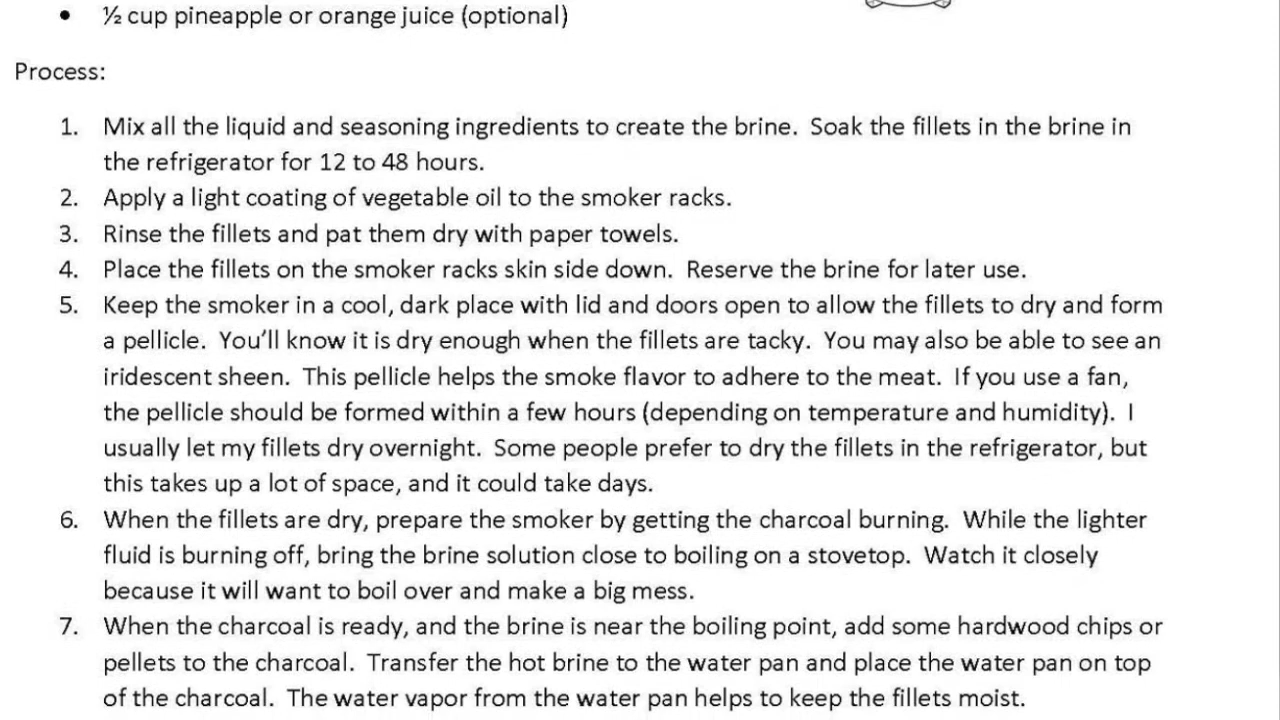 • ½ cup pineapple or orange juice (optional)
Process:
1. Mix all the liquid and seasoning ingredients to create the brine. Soak the fillets in the brine in
the refrigerator for 12 to 48 hours.
2. Apply a light coating of vegetable oil to the smoker racks.
3. Rinse the fillets and pat them dry with paper towels.
4. Place the fillets on the smoker racks skin side down. Reserve the brine for later use.
5. Keep the smoker in a cool, dark place with lid and doors open to allow the fillets to dry and form
a pellicle. You'll know it is dry enough when the fillets are tacky. You may also be able to see an
iridescent sheen. This pellicle helps the smoke flavor to adhere to the meat. If you use a fan,
the pellicle should be formed within a few hours (depending on temperature and humidity). I
usually let my fillets dry overnight. Some people prefer to dry the fillets in the refrigerator, but
this takes up a lot of space, and it could take days.
6. When the fillets are dry, prepare the smoker by getting the charcoal burning. While the lighter
fluid is burning off, bring the brine solution close to boiling on a stovetop. Watch it closely
because it will want to boil over and make a big mess.
7. When the charcoal is ready, and the brine is near the boiling point, add some hardwood chips or
pellets to the charcoal. Transfer the hot brine to the water pan and place the water pan on top
of the charcoal. The water vapor from the water pan helps to keep the fillets moist.